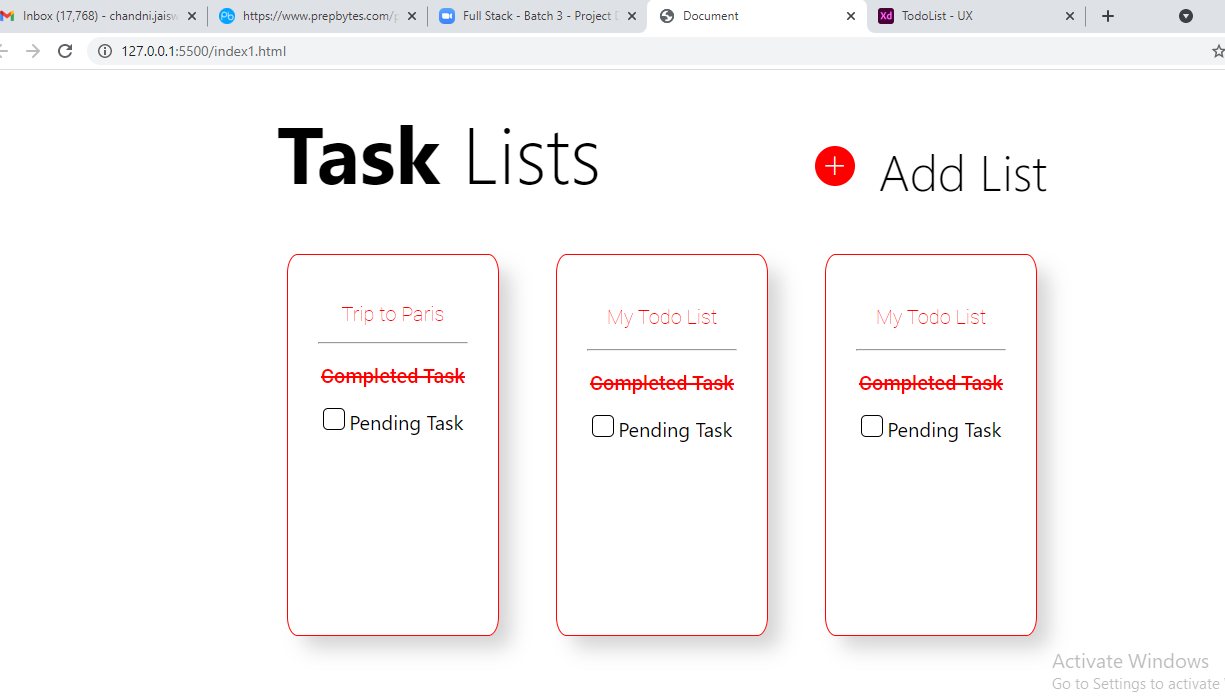 Inbox (17,768) - chandni.jaisw
https://www.prepbytes.com/p
Full Stack - Batch 3 - Project D
Document
Xd
TodoList - UX
127.0.0.1:5500/index1.html
Task Lists
Add List
Trip to Paris
Completed Task
Pending Task
My Todo List
Completed Task
Pending Task
My Todo List
Completed Task
Pending Task
Activate Windows
Go to Settings to activate